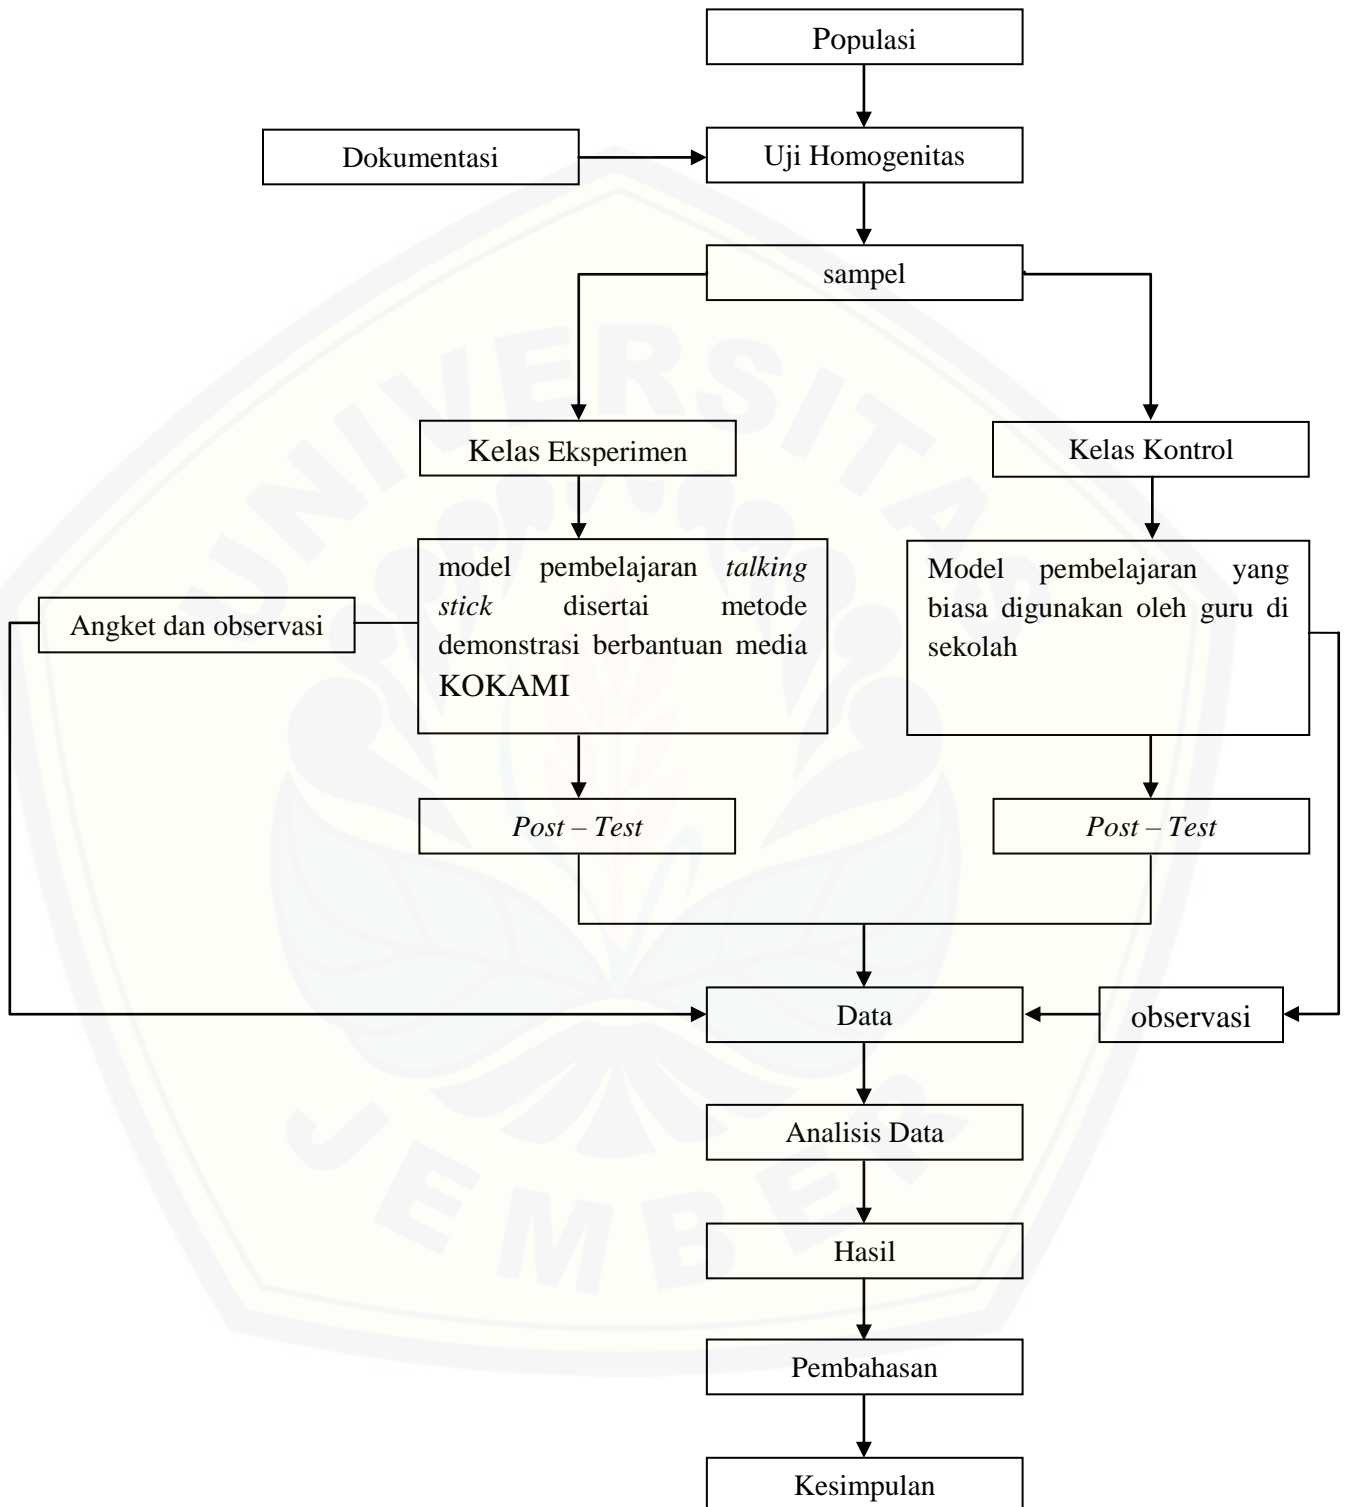 Populasi
Dokumentasi
Uji Homogenitas
sampel
Kelas Eksperimen
Kelas Kontrol
Angket dan observasi
model pembelajaran talking
stick disertai metode
demonstrasi berbantuan media
KOKAMI
Model pembelajaran yang
biasa digunakan oleh guru di
sekolah
Post – Test
Post – Test
Data
observasi
Analisis Data
Hasil
Pembahasan
Kesimpulan
UNIVERSITAS
JEMBER